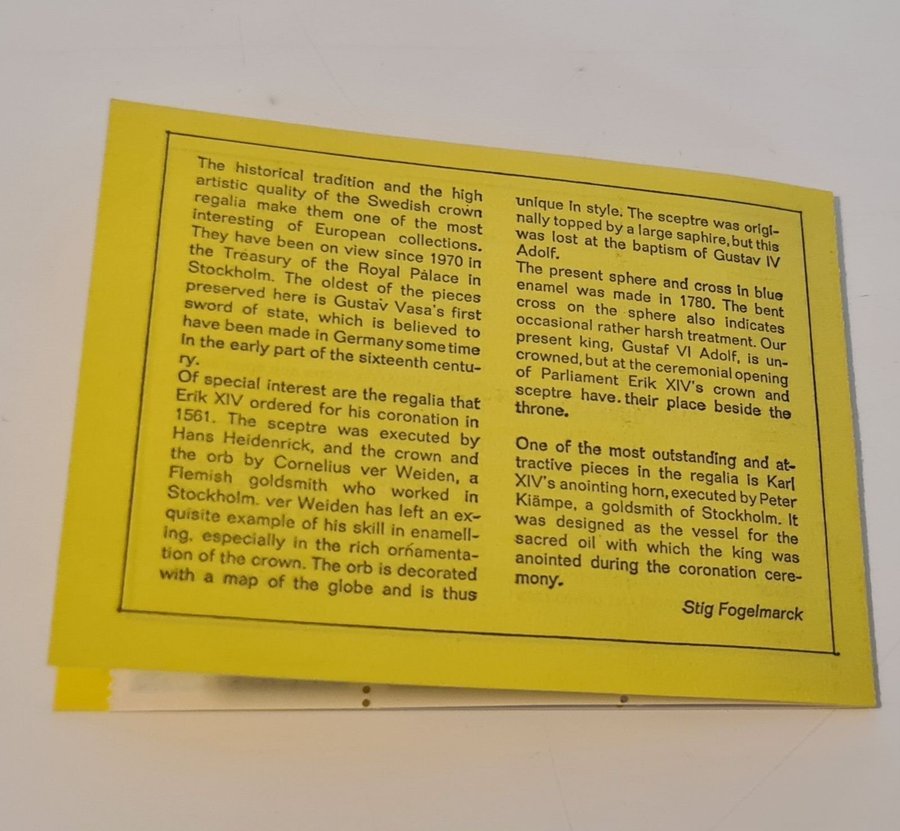 The historical tradition and the high
artistic quality of the Swedish crown
regalia make them one of the most
interesting of European collections.
They have been on view since 1970 in
the Treasury of the Royal Palace in
Stockholm. The oldest of the pieces
preserved here is Gustav Vasa's first
sword of state, which is believed to
have been made in Germany some time
in the early part of the sixteenth centu-
ry.
Of special interest are the regalia that
Erik XIV ordered for his coronation in
1561. The sceptre was executed by
Hans Heidenrick, and the crown and
the orb by Cornelius ver Weiden, a
Flemish goldsmith who worked in
Stockholm. ver Weiden has left an ex-
quisite example of his skill in enamell-
ing, especially in the rich ornamenta-
tion of the crown. The orb is decorated
with a map of the globe and is thus
unique in style. The sceptre was origi-
nally topped by a large saphire, but this
was lost at the baptism of Gustav IV
Adolf.
The present sphere and cross in blue
enamel was made in 1780. The bent
cross on the sphere also indicates
occasional rather harsh treatment. Our
present king, Gustaf VI Adolf, is un-
crowned, but at the ceremonial opening
of Parliament Erik XIV's crown and
sceptre have their place beside the
throne.
One of the most outstanding and at-
tractive pieces in the regalia is Karl
XIV's anointing horn, executed by Peter
Kiämpe, a goldsmith of Stockholm. It
was designed as the vessel for the
sacred oil with which the king was
anointed during the coronation cere-
mony.
Stig Fogelmarck